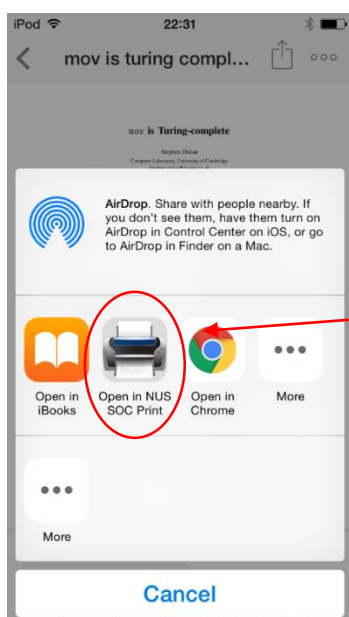 iPod 22:31
mov is turing compl...
mov is Turing-complete
Stephen Dolan
Computer Laboratory, University of Cambridge
AirDrop. Share with people nearby. If
you don't see them, have them turn on
AirDrop in Control Center on iOS, or go
to AirDrop in Finder on a Mac.
Open in
iBooks
Open in NUS
SOC Print
Open in
Chrome
More
More
Cancel